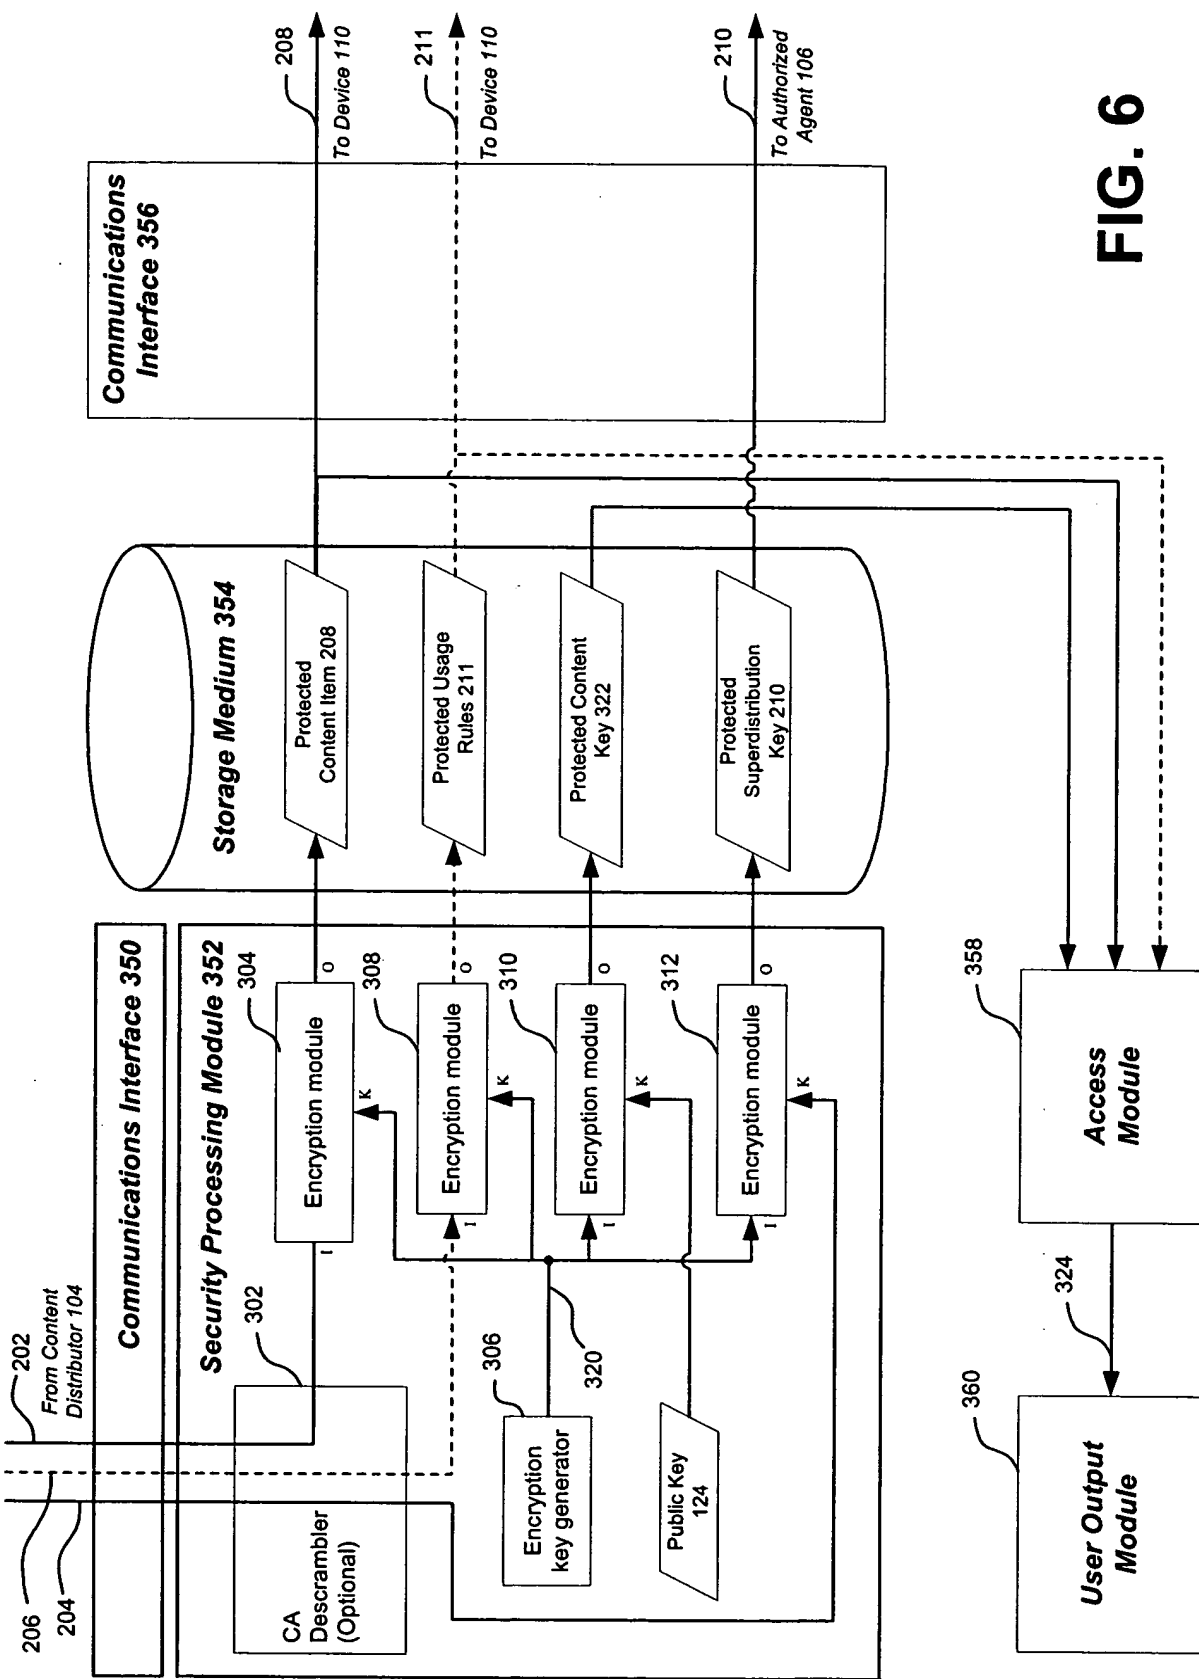 202
From Content
Distributor 104
206
204
Communications Interface 350
Security Processing Module 352
302
CA
Descrambler
(Optional)
304
Encryption module
I
O
K
308
Encryption module
I
O
K
310
Encryption module
I
O
K
312
Encryption module
I
O
K
306
Encryption
key generator
320
Public Key
124
Storage Medium 354
Protected
Content Item 208
Protected Usage
Rules 211
Protected Content
Key 322
Protected
Superdistribution
Key 210
Communications
Interface 356
208
To Device 110
211
To Device 110
210
To Authorized
Agent 106
358
Access
Module
324
360
User Output
Module
FIG. 6